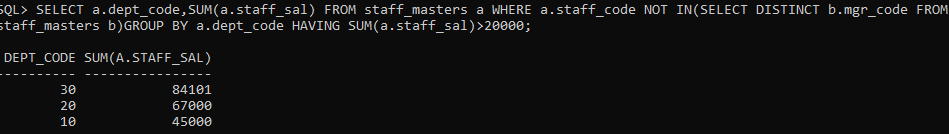 SQL> SELECT a.dept_code,SUM(a.staff_sal) FROM staff_masters a WHERE a.staff_code NOT IN(SELECT DISTINCT b.mgr_code FROM
staff_masters b)GROUP BY a.dept_code HAVING SUM(a.staff_sal)>20000;
DEPT_CODE SUM(A.STAFF_SAL)
---------- ----------------
30 84101
20 67000
10 45000